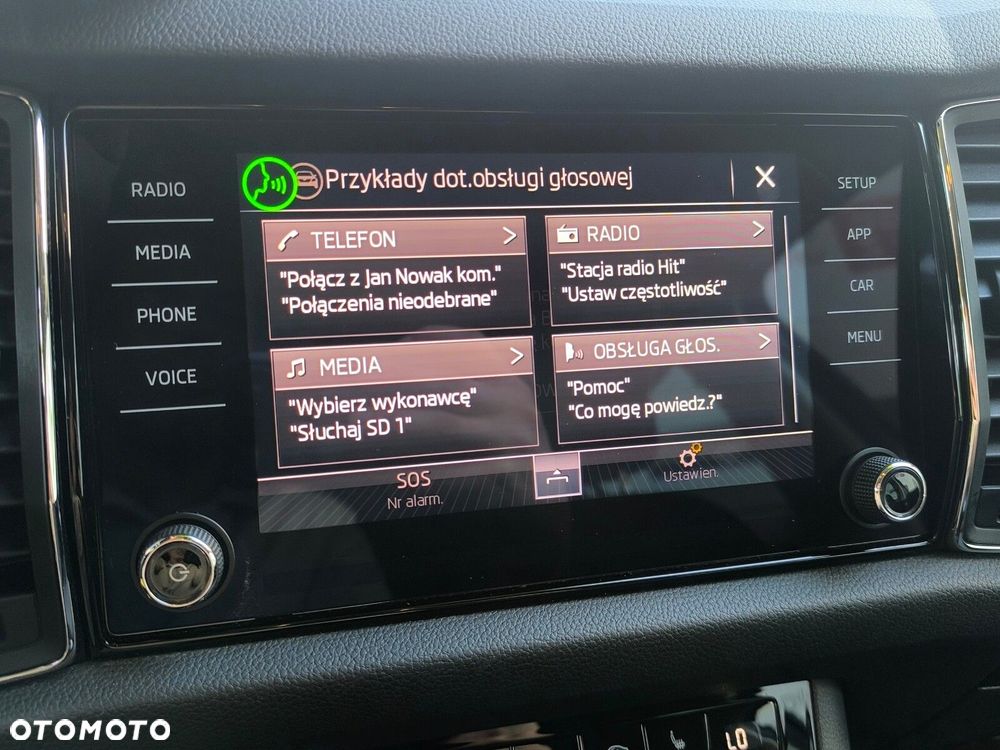 RADIO
MEDIA
PHONE
VOICE
Przykłady dot.obsługi głosowej
TELEFON
"Połącz z Jan Nowak kom."
"Połączenia nieodebrane"
RADIO
"Stacja radio Hit"
"Ustaw częstotliwość"
MEDIA
"Wybierz wykonawcę"
"Słuchaj SD 1"
OBSŁUGA GŁOS.
"Pomoc"
"Co mogę powiedz.?"
SOS
Nr alarm.
Ustawien.
SETUP
APP
CAR
MENU
LO
OTOMOTO